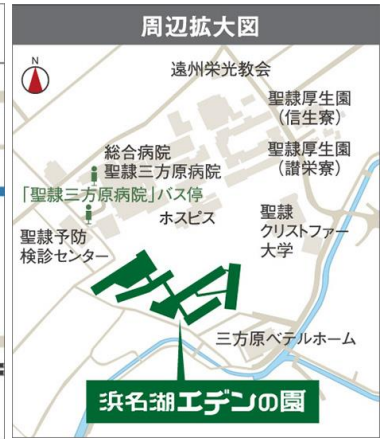 周辺拡大図
N
遠州栄光教会
聖隷厚生園
（信生寮）
総合病院
聖隷三方原病院
聖隷厚生園
（讃栄寮）
「聖隷三方原病院」バス停
ホスピス
聖隷
クリストファー
大学
聖隷予防
検診センター
三方原ベテルホーム
浜名湖エデンの園